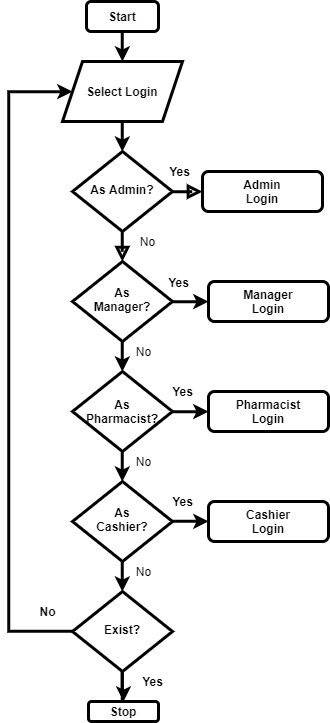 Start
Select Login
As Admin?
Yes
Admin
Login
No
As
Manager?
Yes
Manager
Login
No
As
Pharmacist?
Yes
Pharmacist
Login
No
As
Cashier?
Yes
Cashier
Login
No
Exist?
No
Yes
Stop